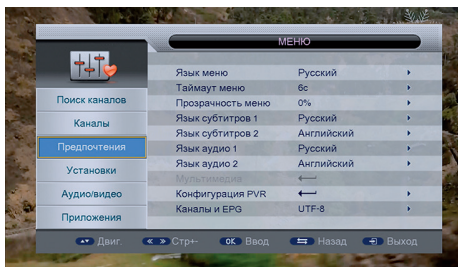 МЕНЮ
Поиск каналов
Каналы
Предпочтения
Установки
Аудио/видео
Приложения
Язык меню Русский
Таймаут меню 6с
Прозрачность меню 0%
Язык субтитров 1 Русский
Язык субтитров 2 Английский
Язык аудио 1 Русский
Язык аудио 2 Английский
Мультимедиа
Конфигурация PVR
Каналы и EPG UTF-8
Двиг. Стр+- OK Ввод Назад Выход